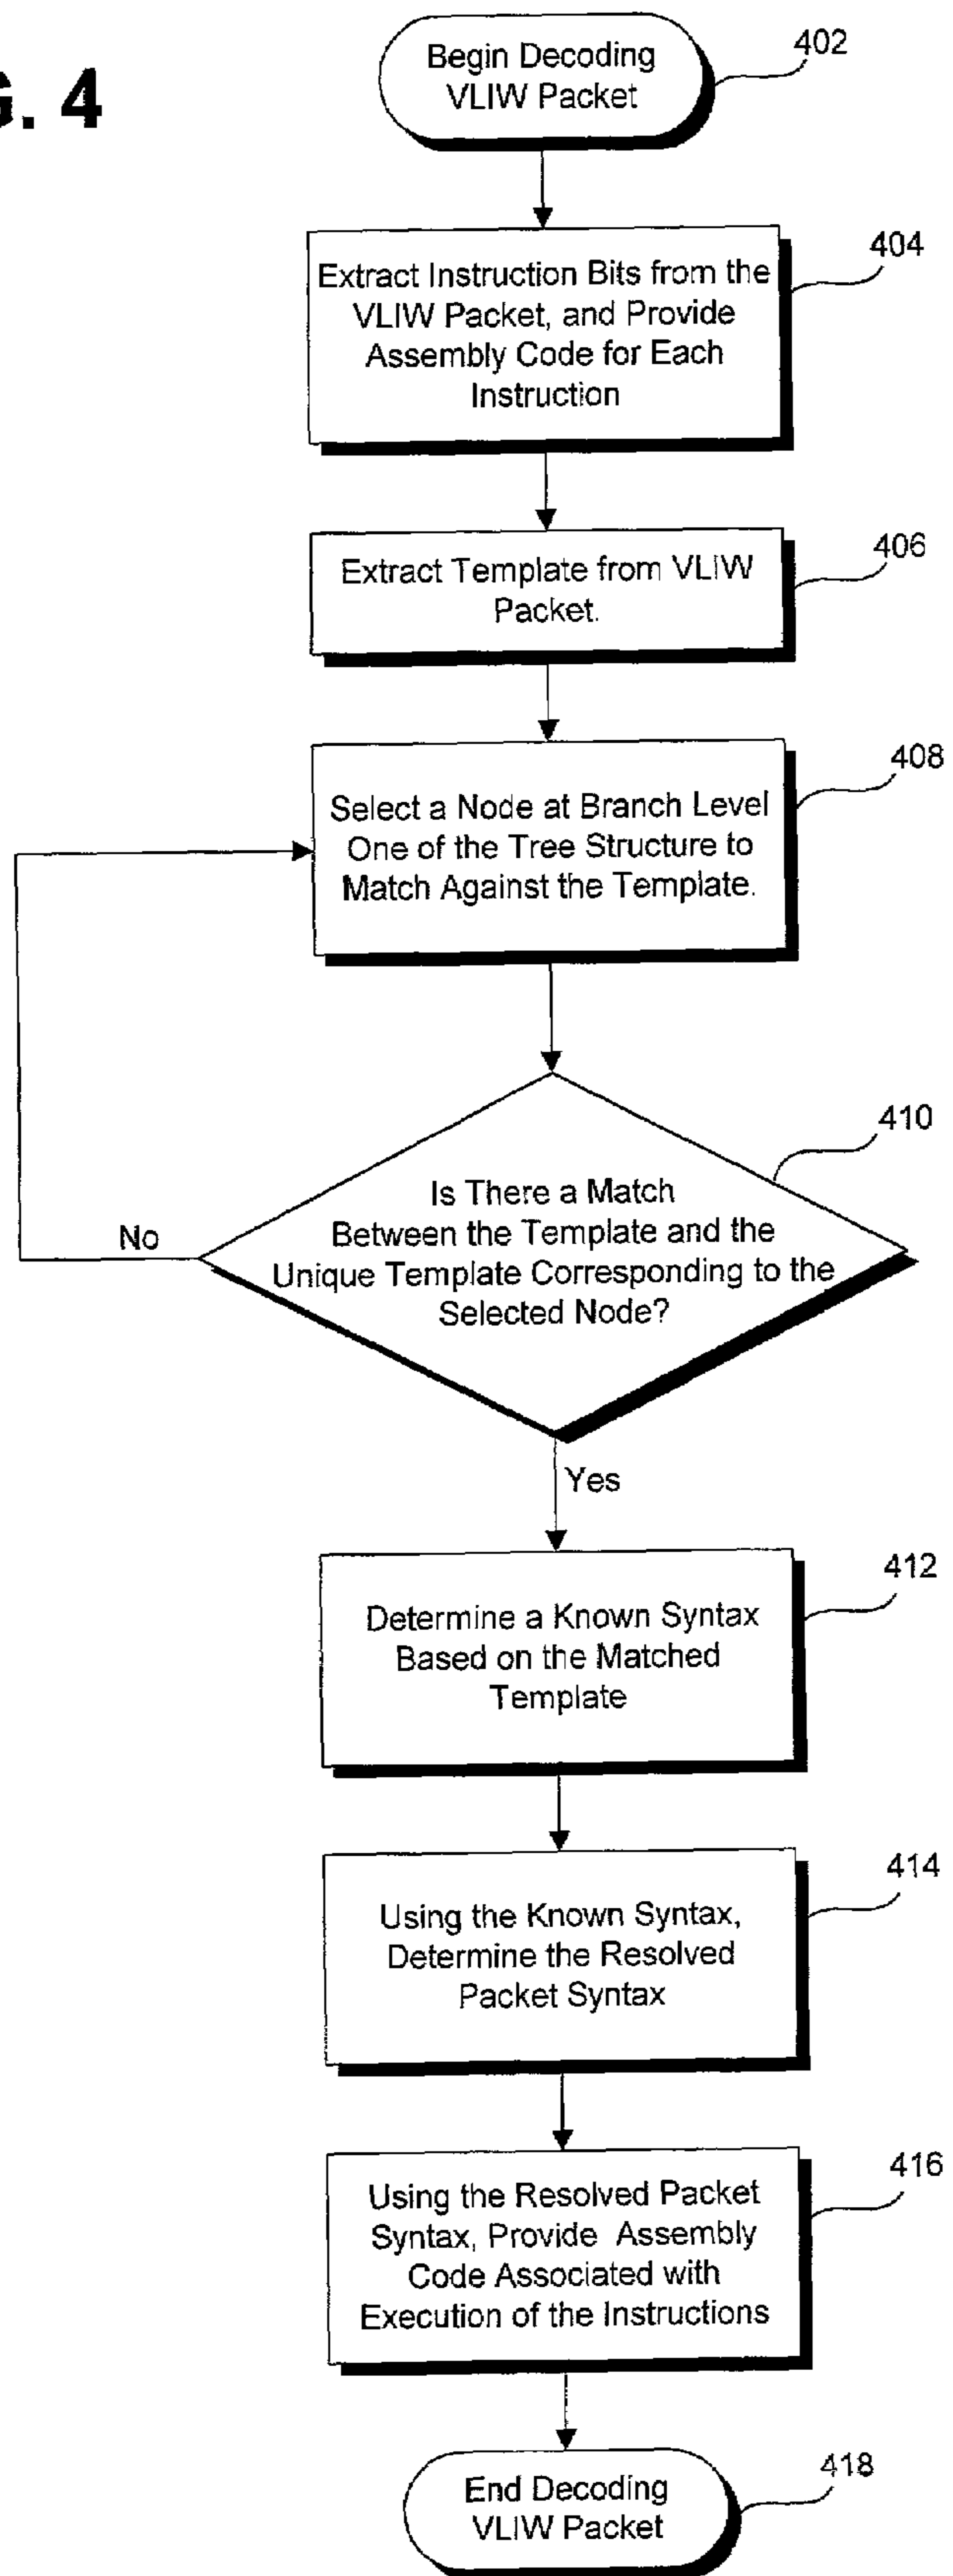 G. 4
Begin Decoding
VLIW Packet
402
Extract Instruction Bits from the
VLIW Packet, and Provide
Assembly Code for Each
Instruction
404
Extract Template from VLIW
Packet.
406
Select a Node at Branch Level
One of the Tree Structure to
Match Against the Template.
408
Is There a Match
Between the Template and the
Unique Template Corresponding to the
Selected Node?
410
No
Yes
Determine a Known Syntax
Based on the Matched
Template
412
Using the Known Syntax,
Determine the Resolved
Packet Syntax
414
Using the Resolved Packet
Syntax, Provide Assembly
Code Associated with
Execution of the Instructions
416
End Decoding
VLIW Packet
418